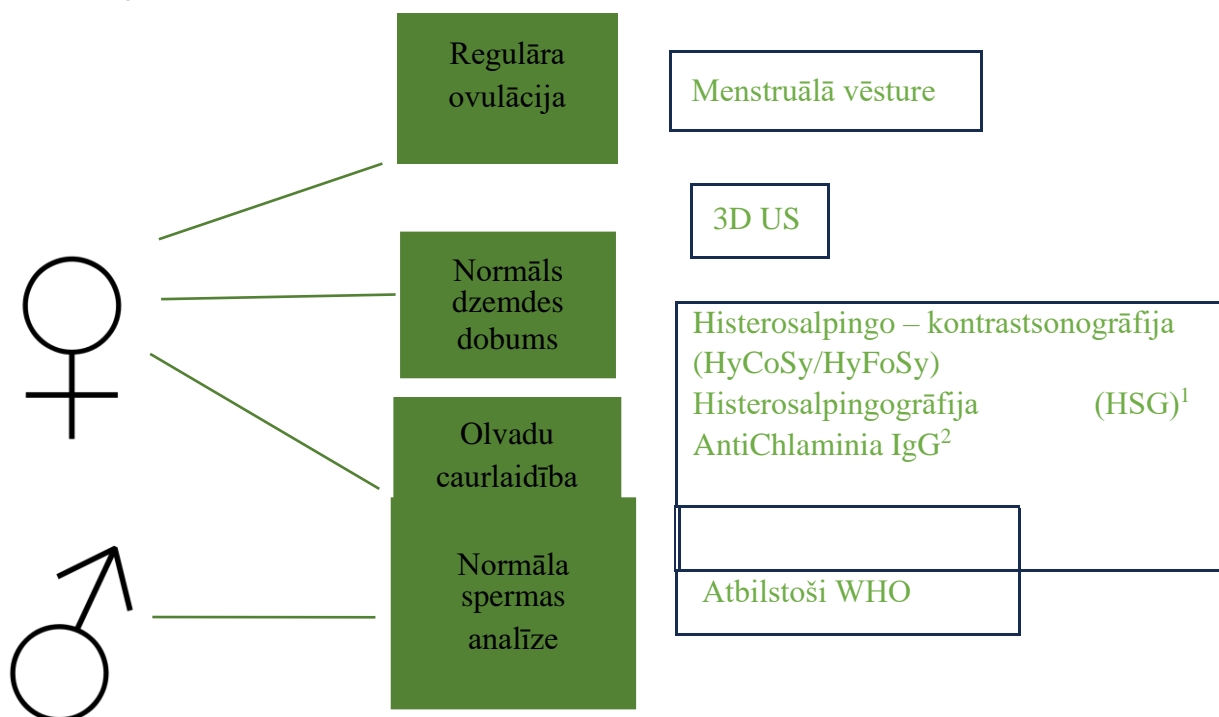 Regulāra
ovulācija
Menstruālā vēsture
3D US
Normāls
dzemdes
dobums
Histerosalpingo – kontrastsonogrāfija
(HyCoSy/HyFoSy)
Histerosalpingogrāfija (HSG)1
AntiChlaminia IgG2
Olvadu
caurlaidība
Normāla
spermas
analīze
Atbilstoši WHO